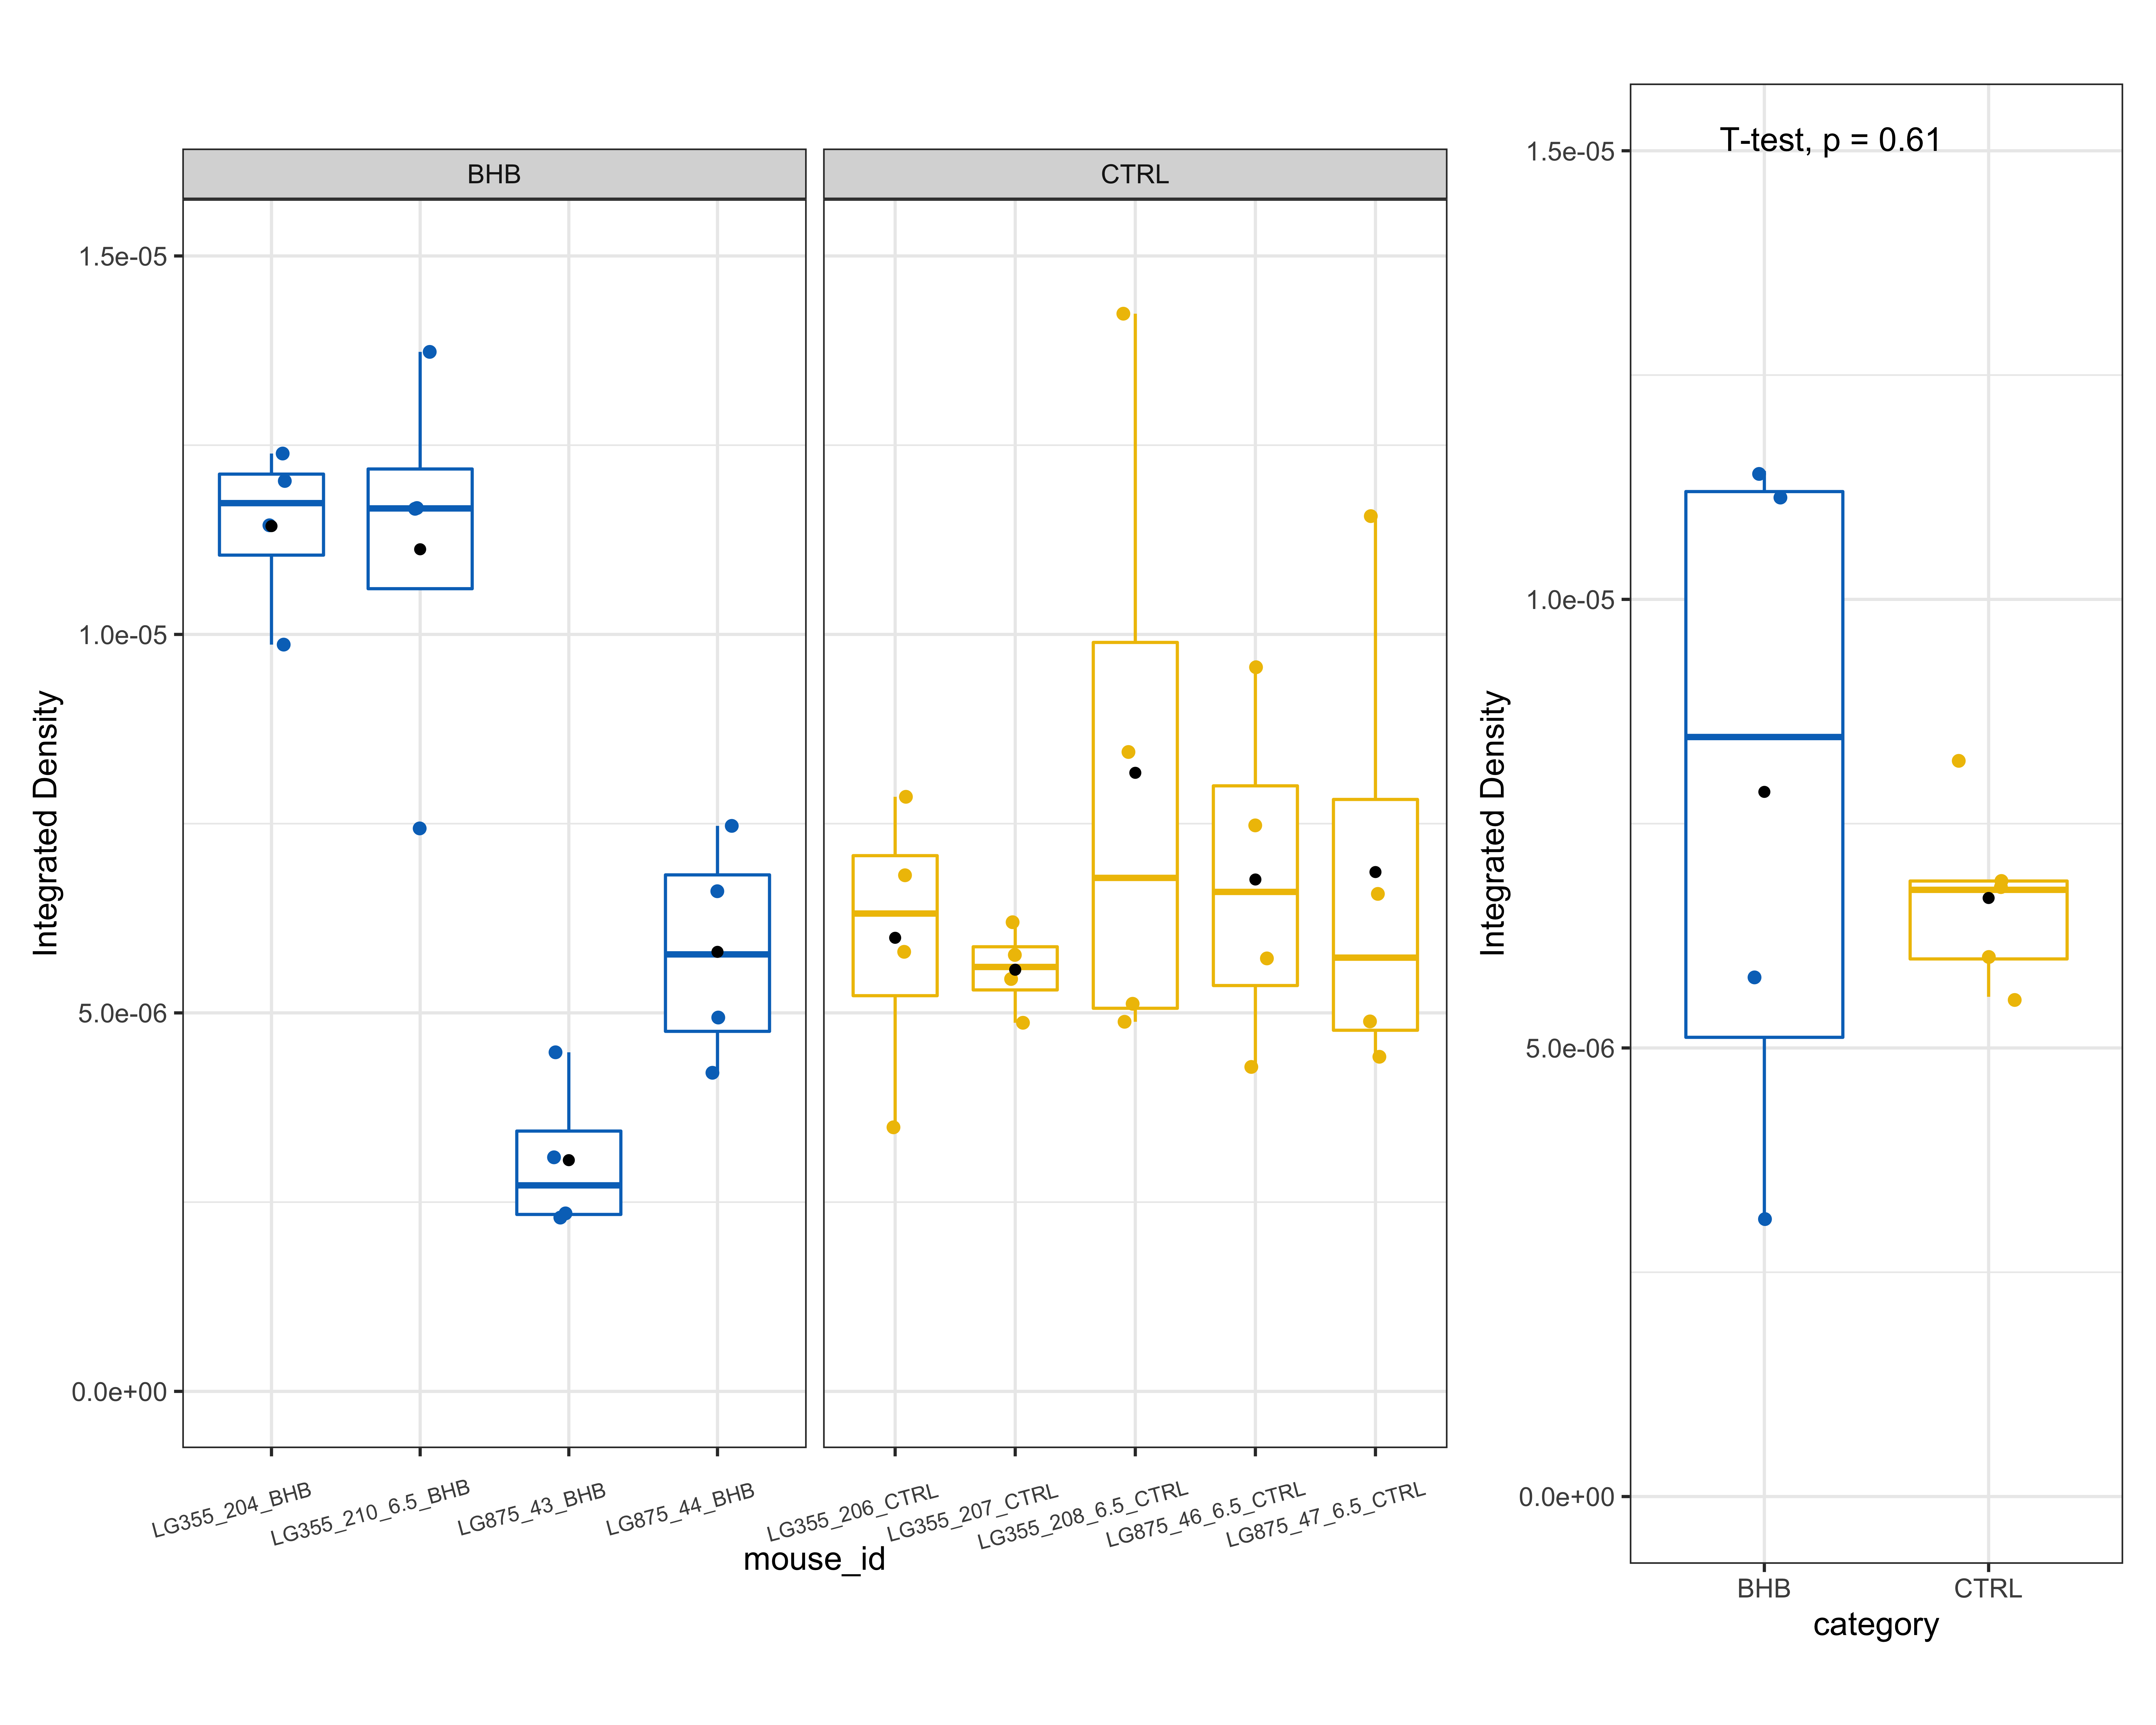 BHB
CTRL
Integrated Density
1.5e-05
1.0e-05
5.0e-06
0.0e+00
LG355_204_BHB
LG355_210_6.5_BHB
LG875_43_BHB
LG875_44_BHB
LG355_206_CTRL
LG355_207_CTRL
LG355_208_6.5_CTRL
LG875_46_6.5_CTRL
LG875_47_6.5_CTRL
mouse_id
T-test, p = 0.61
Integrated Density
1.5e-05
1.0e-05
5.0e-06
0.0e+00
BHB
CTRL
category